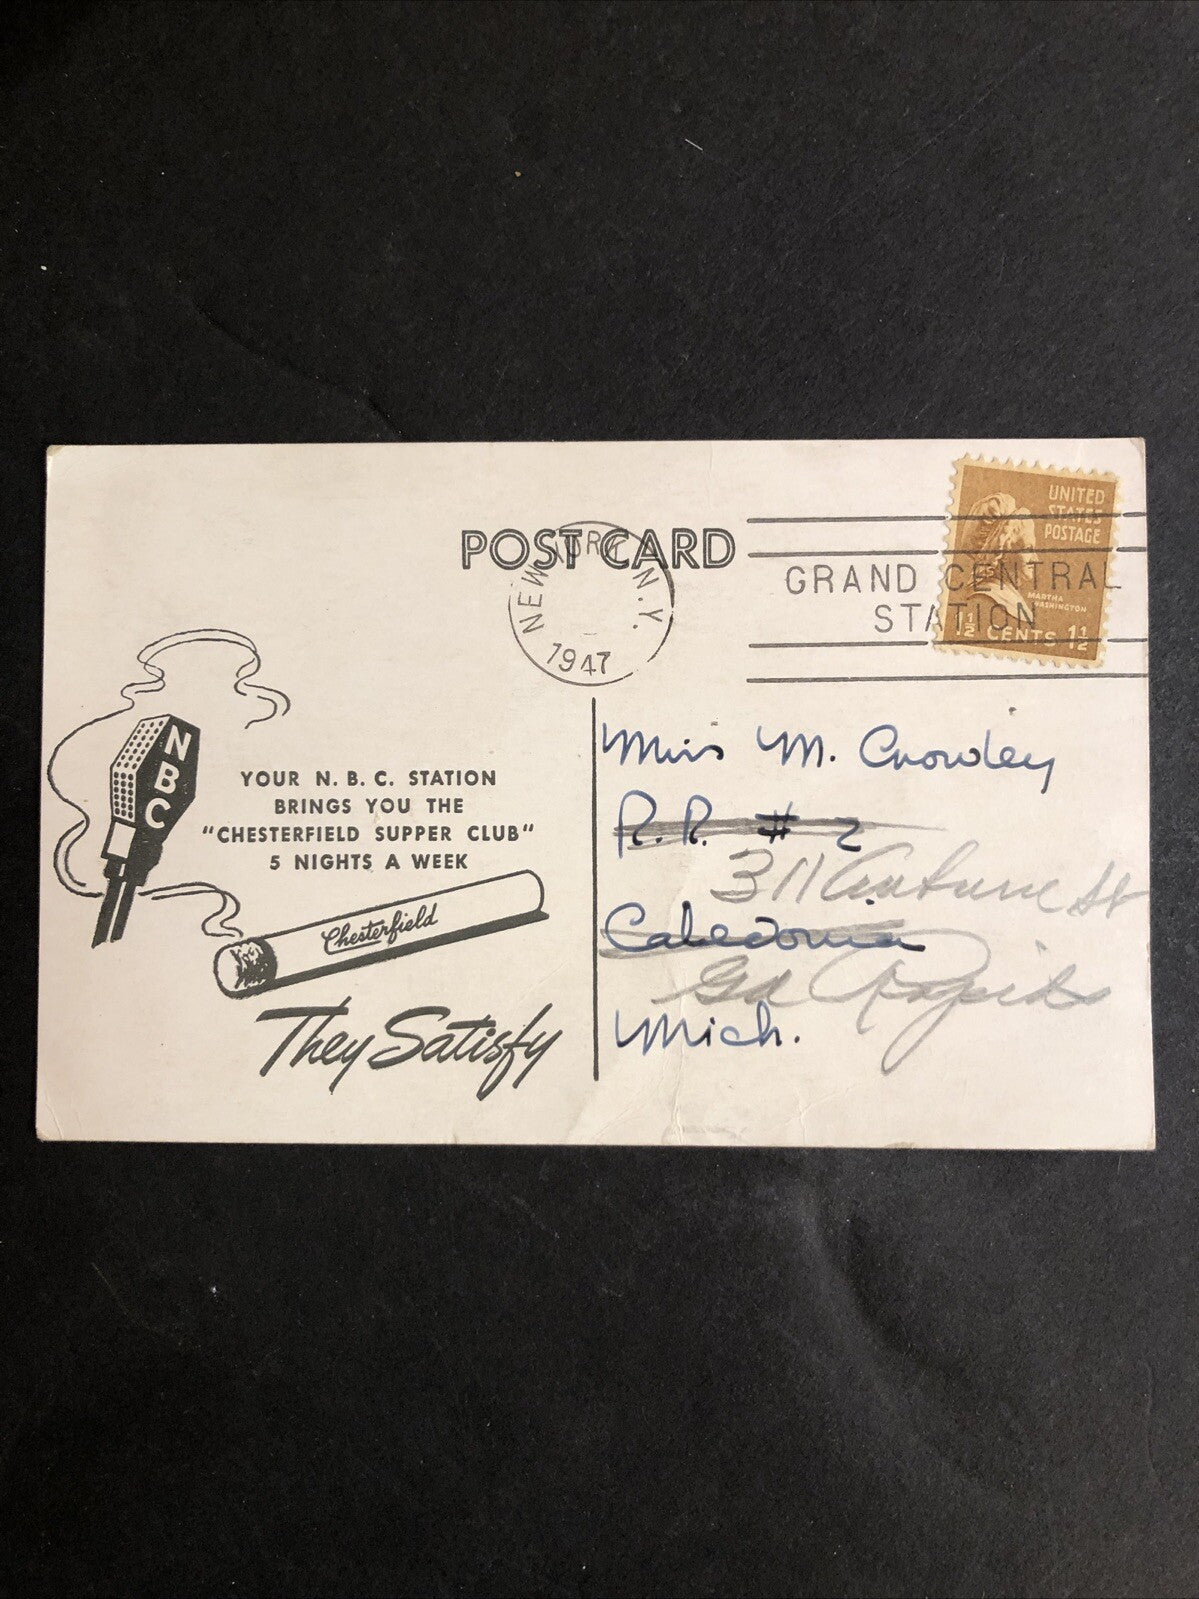 POST CARD
NEW YORK, N.Y.
1947
GRAND CENTRAL
STATION
UNITED
STATES
POSTAGE
MARTHA
WASHINGTON
1½ CENTS 1½
NBC
YOUR N. B. C. STATION
BRINGS YOU THE
"CHESTERFIELD SUPPER CLUB"
5 NIGHTS A WEEK
Chesterfield
They Satisfy
Miss M. Crowley
R.R. # 2
311 St
Caledonia
Gd Rapids
Mich.